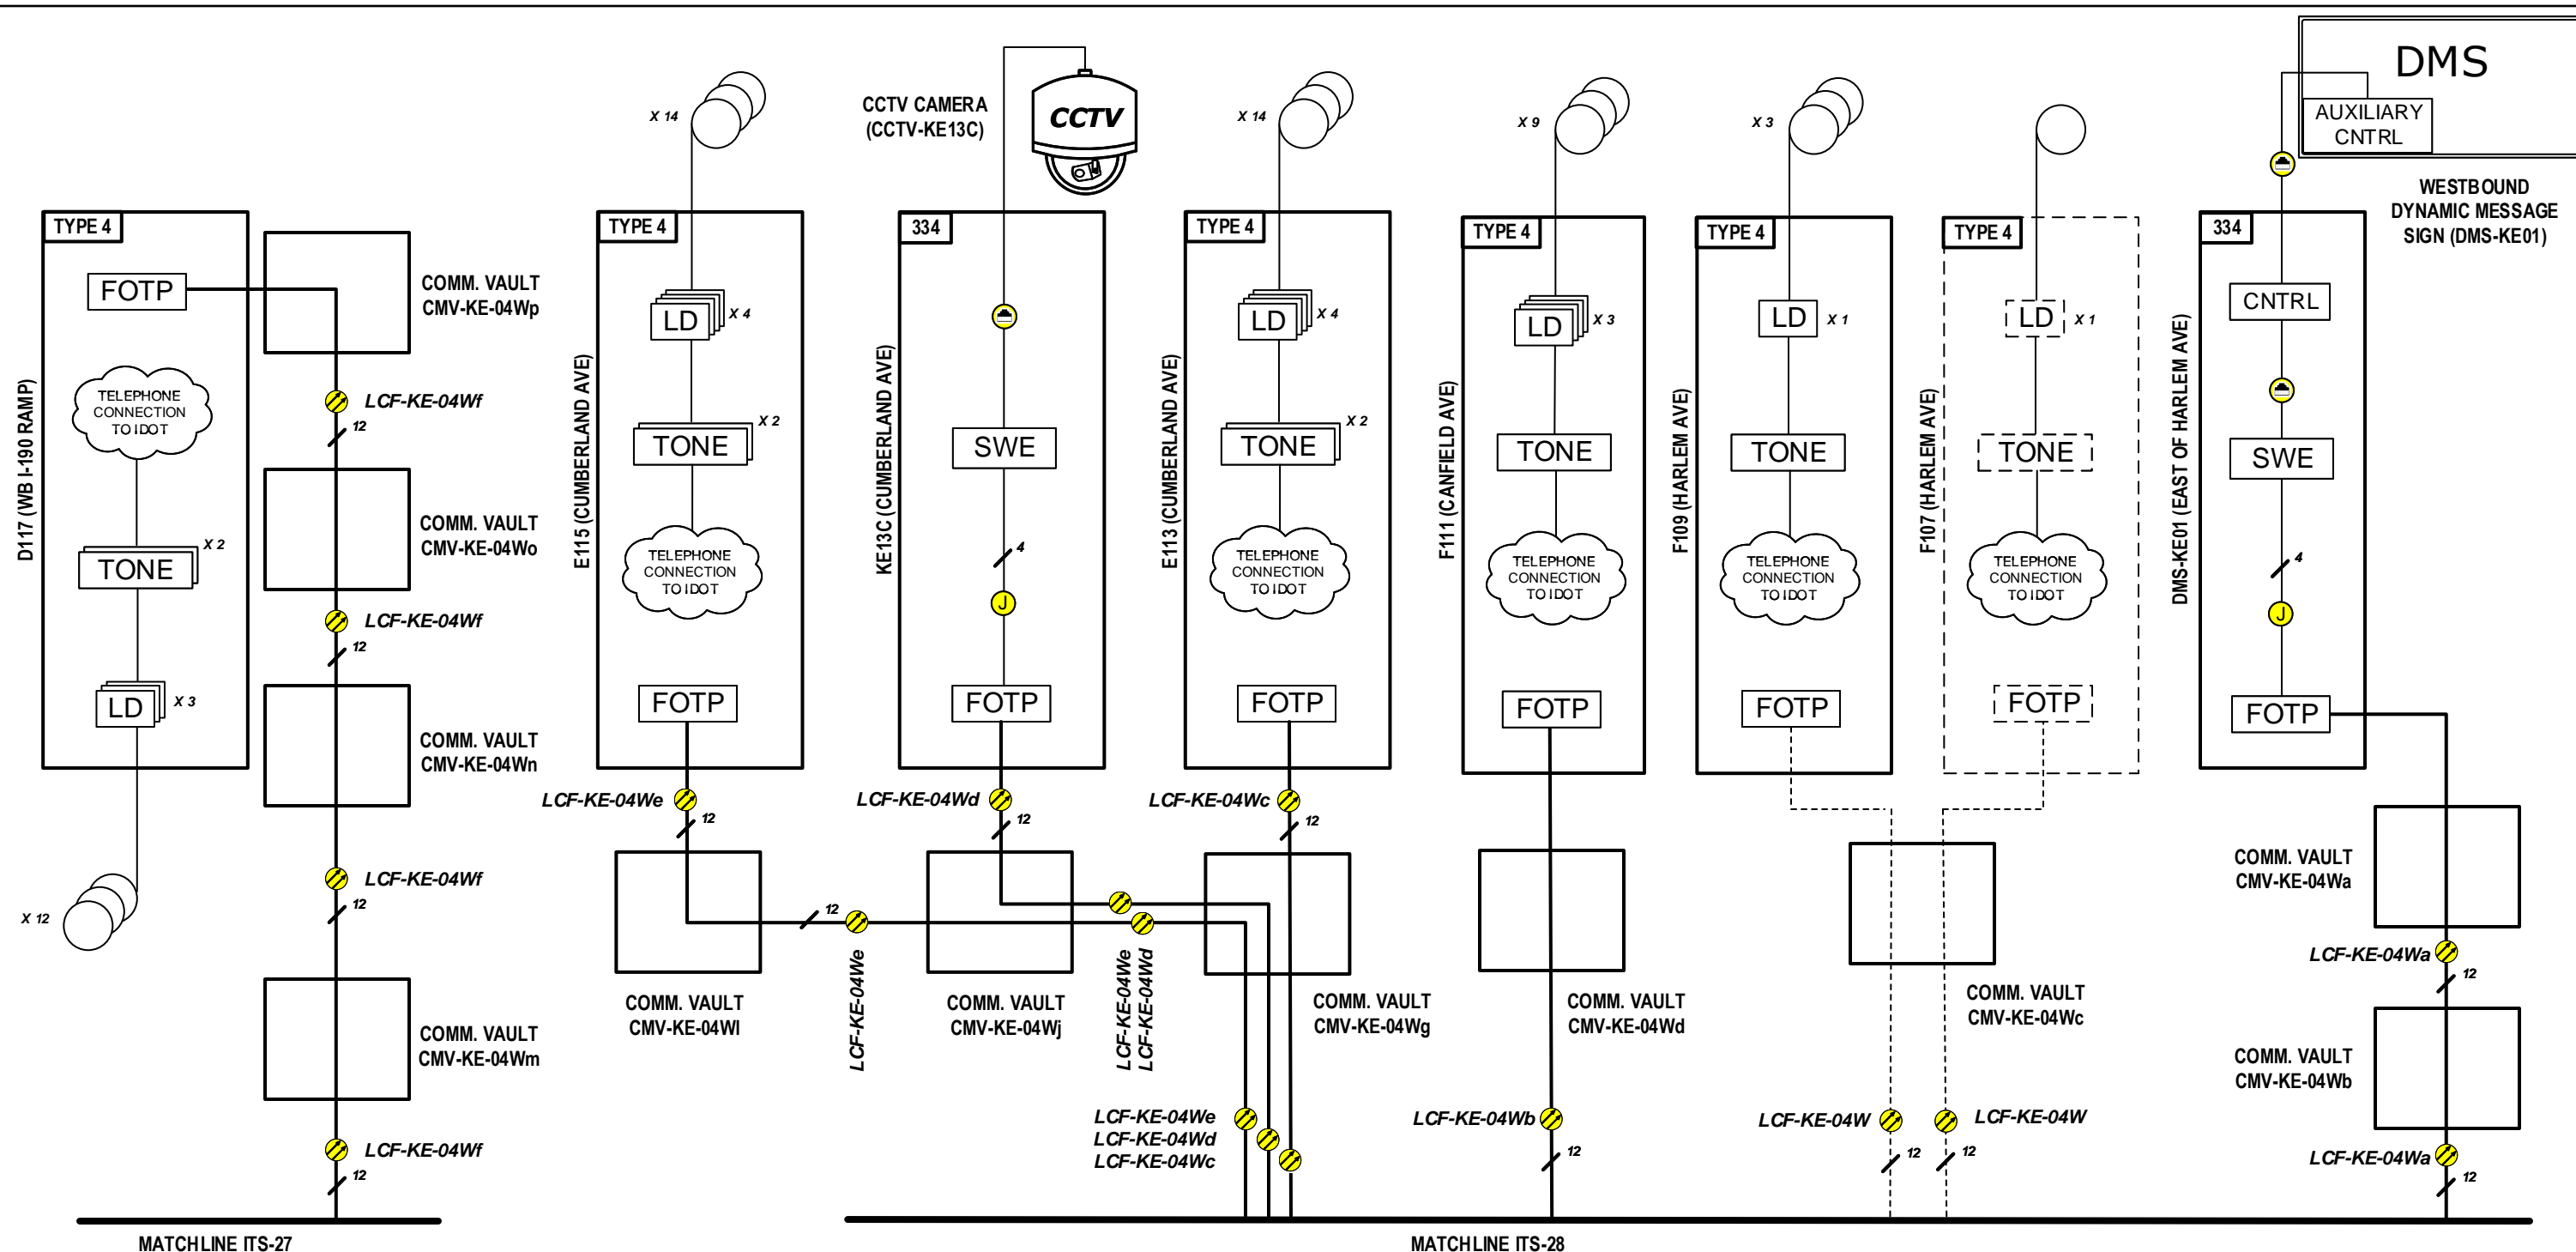 DMS
AUXILIARY
CNTRL
WESTBOUND
DYNAMIC MESSAGE
SIGN (DMS-KE01)
D117 (WB I-190 RAMP)
TYPE 4
FOTP
TELEPHONE
CONNECTION
TO IDOT
TONE
X 2
LD
X 3
X 12
COMM. VAULT
CMV-KE-04Wp
LCF-KE-04Wf
12
COMM. VAULT
CMV-KE-04Wo
LCF-KE-04Wf
12
COMM. VAULT
CMV-KE-04Wn
LCF-KE-04Wf
12
COMM. VAULT
CMV-KE-04Wm
LCF-KE-04Wf
12
MATCHLINE ITS-27
X 14
E115 (CUMBERLAND AVE)
TYPE 4
LD
X 4
TONE
X 2
TELEPHONE
CONNECTION
TO IDOT
FOTP
LCF-KE-04We
12
COMM. VAULT
CMV-KE-04Wl
12
LCF-KE-04We
CCTV CAMERA
(CCTV-KE13C)
CCTV
KE13C (CUMBERLAND AVE)
334
SWE
4
J
FOTP
LCF-KE-04Wd
12
COMM. VAULT
CMV-KE-04Wj
LCF-KE-04We
LCF-KE-04Wd
X 14
E113 (CUMBERLAND AVE)
TYPE 4
LD
X 4
TONE
X 2
TELEPHONE
CONNECTION
TO IDOT
FOTP
LCF-KE-04Wc
12
COMM. VAULT
CMV-KE-04Wg
LCF-KE-04We
LCF-KE-04Wd
LCF-KE-04Wc
X 9
F111 (CANFIELD AVE)
TYPE 4
LD
X 3
TONE
TELEPHONE
CONNECTION
TO IDOT
FOTP
COMM. VAULT
CMV-KE-04Wd
LCF-KE-04Wb
12
X 3
F109 (HARLEM AVE)
TYPE 4
LD
X 1
TONE
TELEPHONE
CONNECTION
TO IDOT
FOTP
F107 (HARLEM AVE)
TYPE 4
LD
X 1
TONE
TELEPHONE
CONNECTION
TO IDOT
FOTP
COMM. VAULT
CMV-KE-04Wc
LCF-KE-04W
12
LCF-KE-04W
12
DMS-KE01 (EAST OF HARLEM AVE)
334
CNTRL
SWE
4
J
FOTP
COMM. VAULT
CMV-KE-04Wa
LCF-KE-04Wa
12
COMM. VAULT
CMV-KE-04Wb
LCF-KE-04Wa
12
MATCHLINE ITS-28